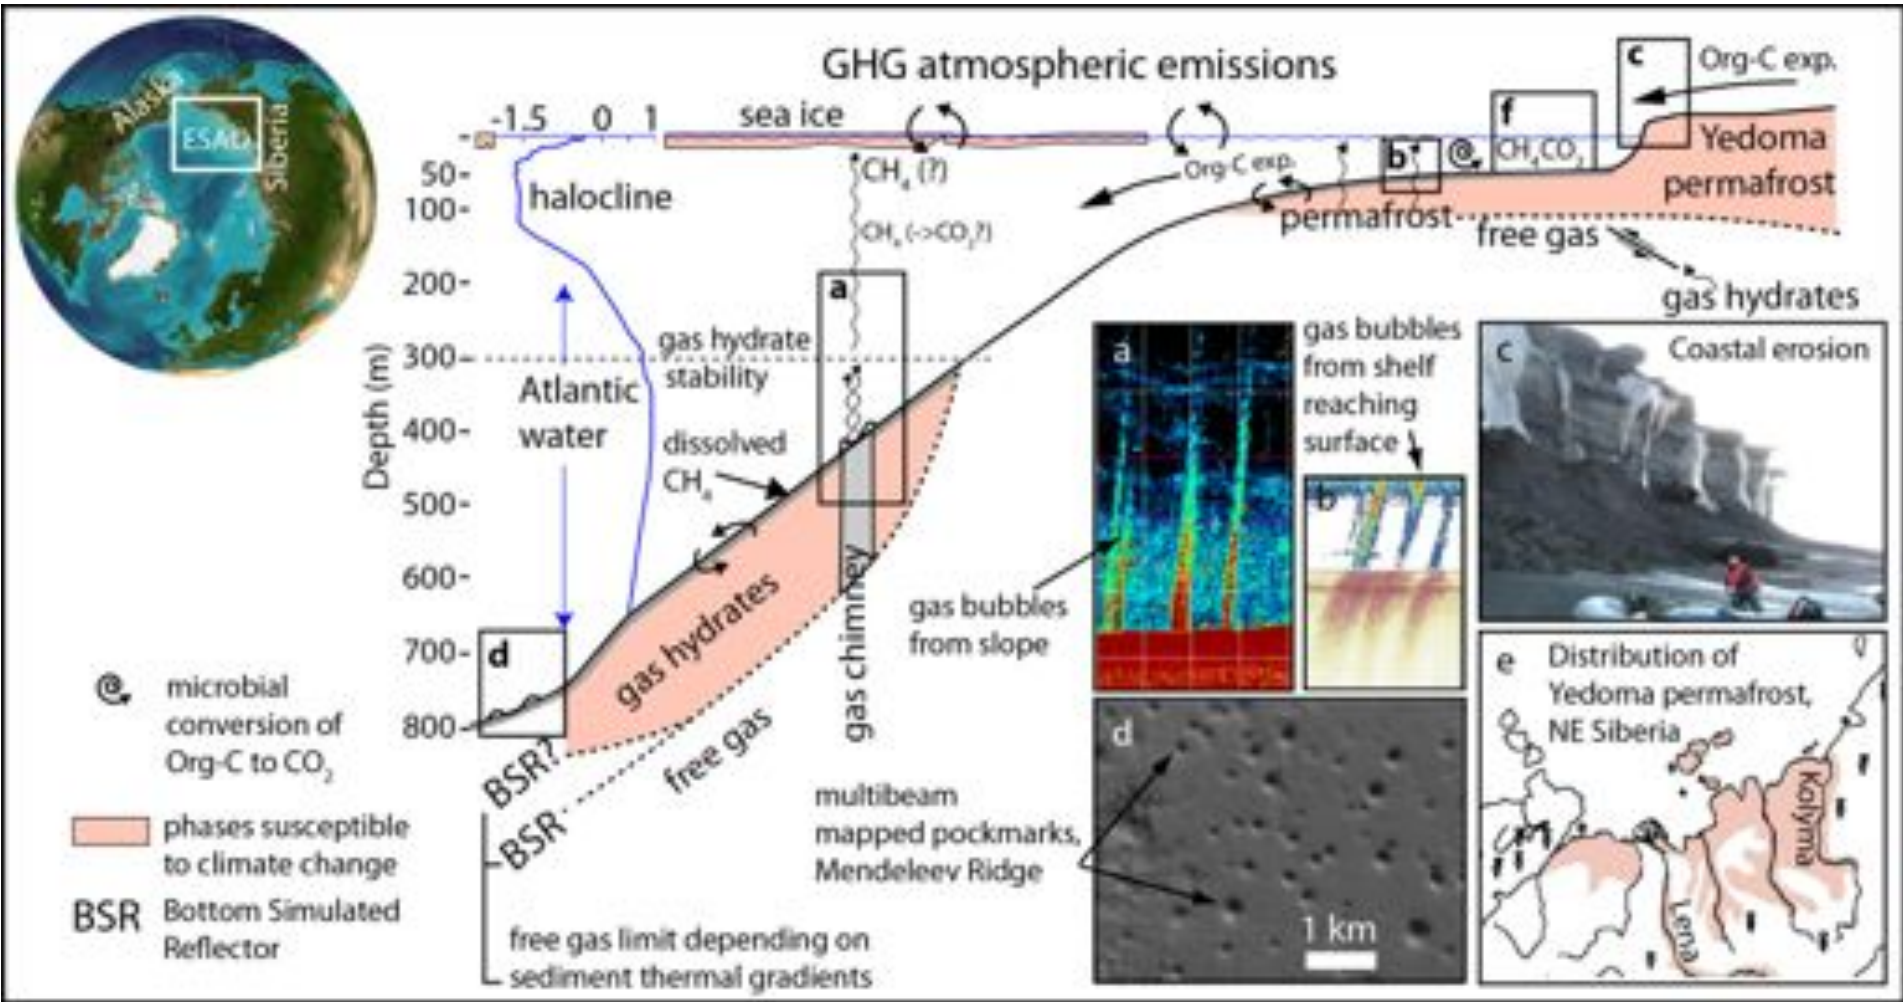 Alaska
ESAO
Siberia
GHG atmospheric emissions
-1.5 0 1
sea ice
c
Org-C exp.
f
CH₄CO₂
b
Yedoma
permafrost
Org-C exp.
permafrost
free gas
gas hydrates
halocline
CH₄ (?)
CH₄ (->CO₂?)
a
Depth (m)
-
50-
100-
200-
300-
400-
500-
600-
700-
800-
gas hydrate
stability
Atlantic
water
dissolved
CH₄
gas hydrates
gas chimney
free gas
d
BSR?
BSR
free gas limit depending on
sediment thermal gradients
microbial
conversion of
Org-C to CO₂
phases susceptible
to climate change
BSR
Bottom Simulated
Reflector
a
gas bubbles
from slope
gas bubbles
from shelf
reaching
surface
b
c
Coastal erosion
d
multibeam
mapped pockmarks,
Mendeleev Ridge
1 km
e
Distribution of
Yedoma permafrost,
NE Siberia
Kolyma
Lena